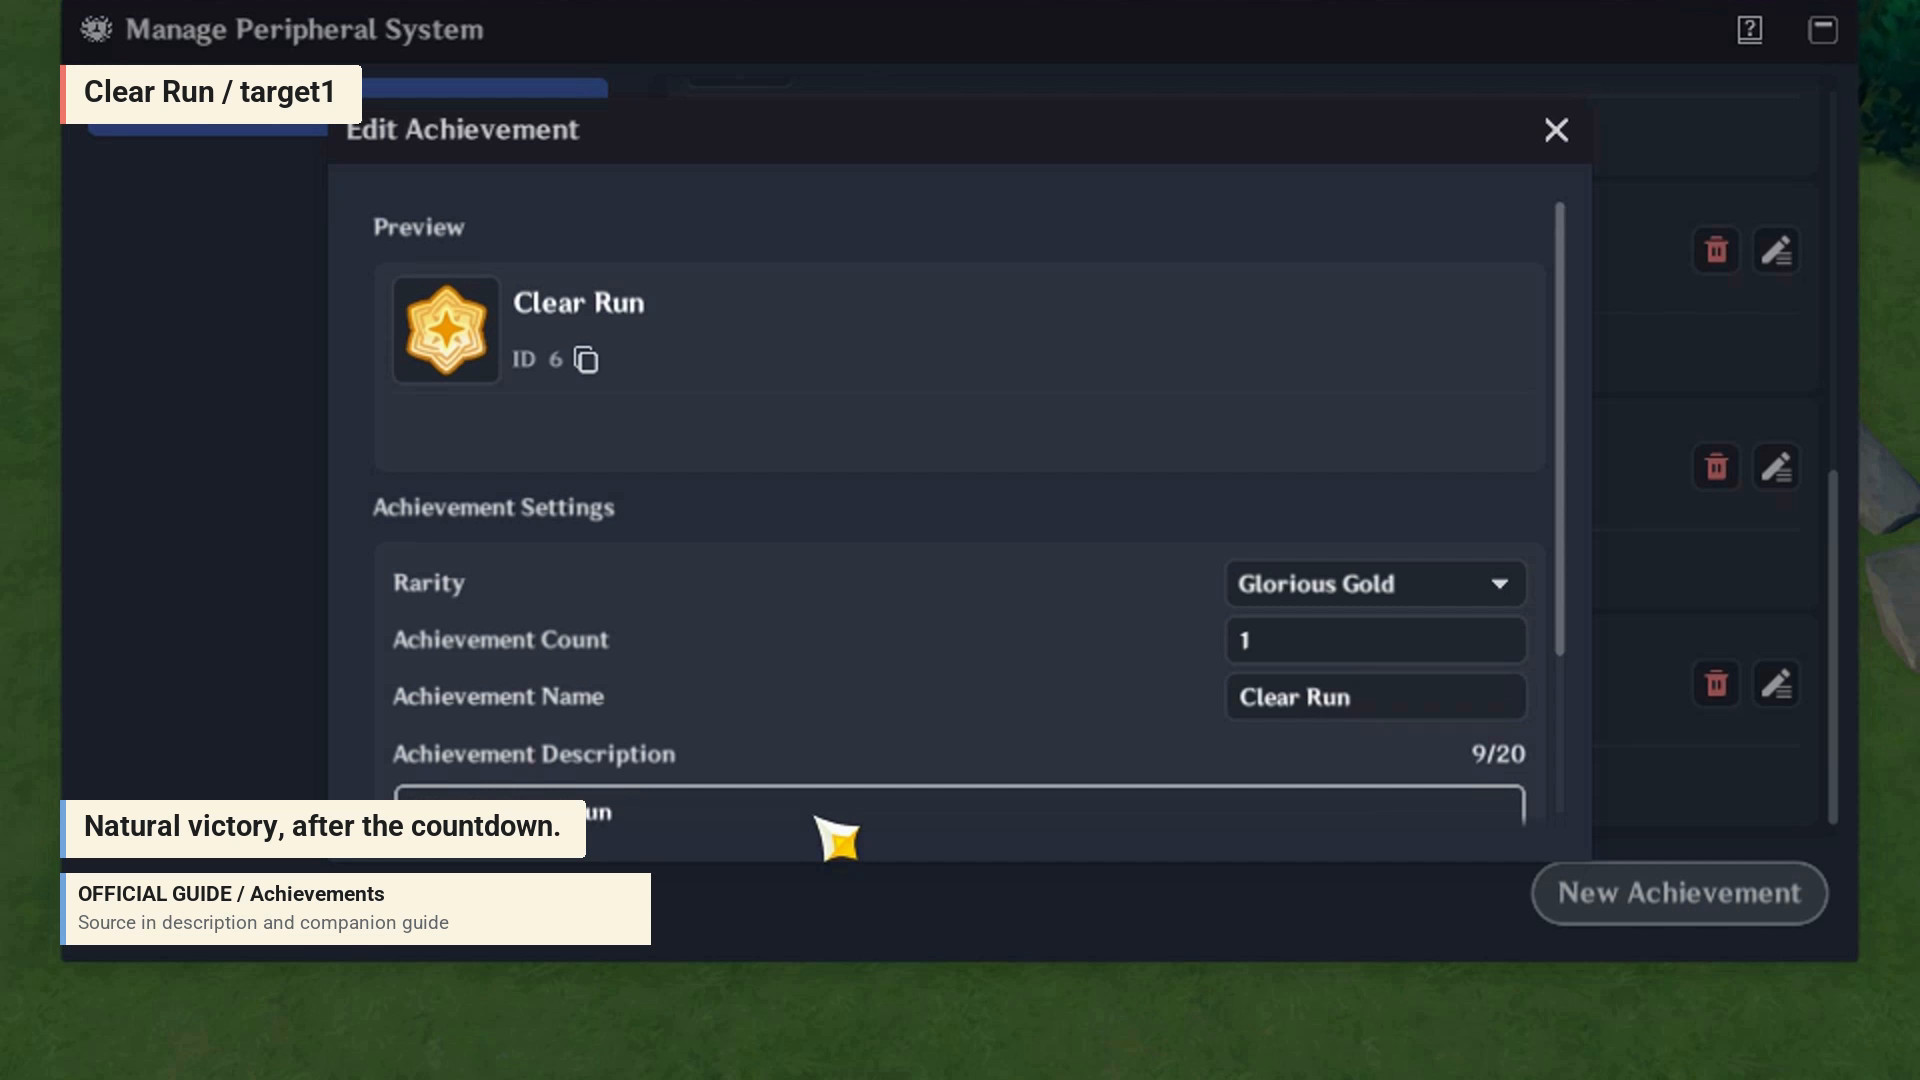 Manage Peripheral System
Clear Run / target1
Edit Achievement
Preview
Clear Run
ID 6
Achievement Settings
Rarity
Glorious Gold
Achievement Count
1
Achievement Name
Clear Run
Achievement Description
9/20
un
Natural victory, after the countdown.
OFFICIAL GUIDE / Achievements
Source in description and companion guide
New Achievement